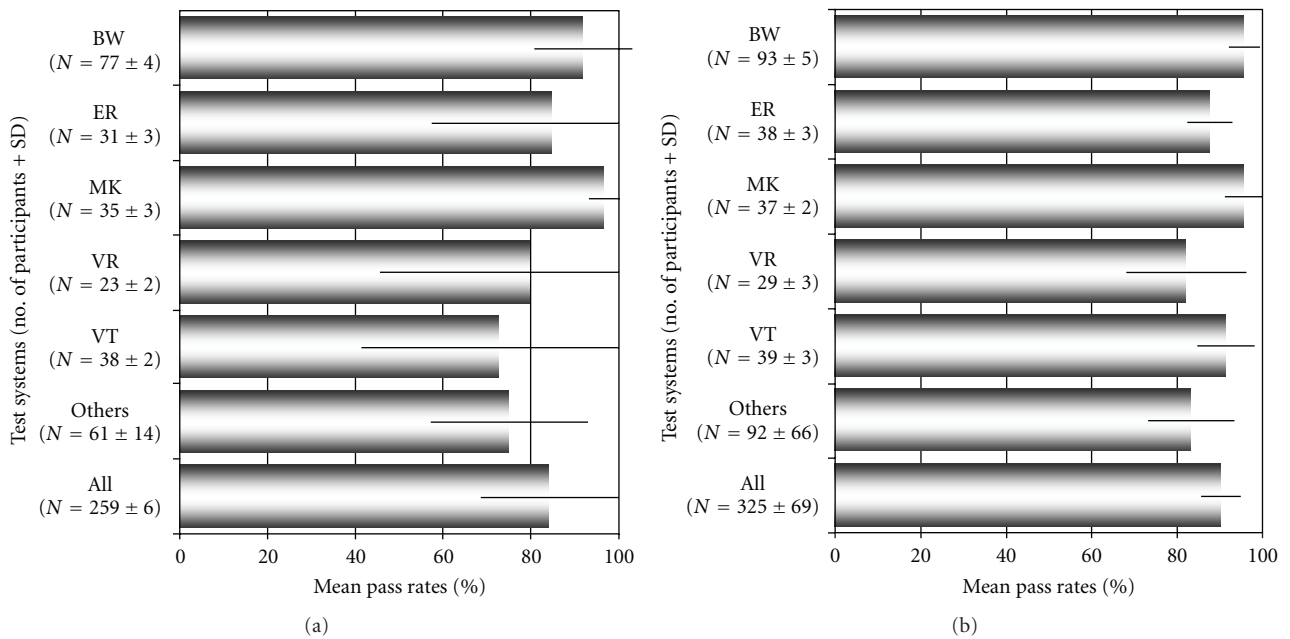 Test systems (no. of participants + SD)
BW
(N = 77 ± 4)
ER
(N = 31 ± 3)
MK
(N = 35 ± 3)
VR
(N = 23 ± 2)
VT
(N = 38 ± 2)
Others
(N = 61 ± 14)
All
(N = 259 ± 6)
0 20 40 60 80 100
Mean pass rates (%)
(a)
Test systems (no. of participants + SD)
BW
(N = 93 ± 5)
ER
(N = 38 ± 3)
MK
(N = 37 ± 2)
VR
(N = 29 ± 3)
VT
(N = 39 ± 3)
Others
(N = 92 ± 66)
All
(N = 325 ± 69)
0 20 40 60 80 100
Mean pass rates (%)
(b)